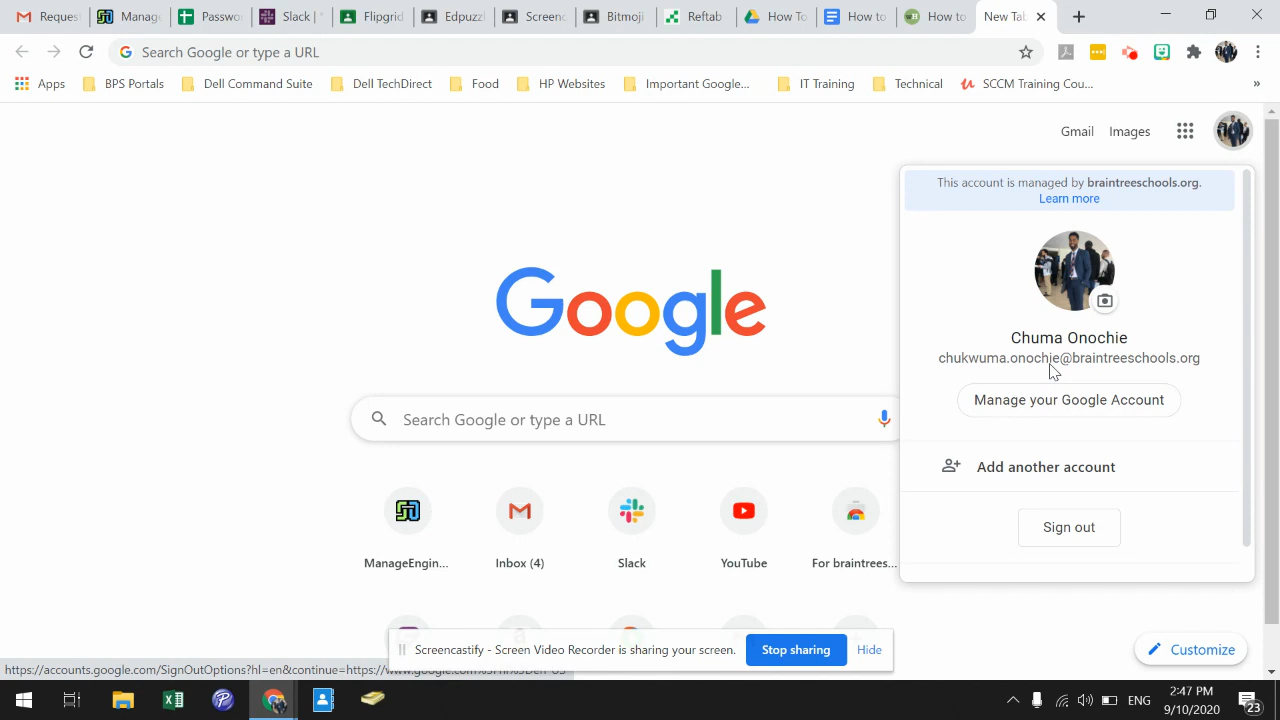 Reques
Manag
Passwo
Slack | *
Flipgrid
Edpuzzl
Screen
Bitmoji
Reftab
How To
How to
How to
New Tab
Search Google or type a URL
Apps
BPS Portals
Dell Command Suite
Dell TechDirect
Food
HP Websites
Important Google...
IT Training
Technical
SCCM Training Cou...
»
Gmail
Images
This account is managed by braintreeschools.org.
Learn more
Google
Chuma Onochie
chukwuma.onochie@braintreeschools.org
Manage your Google Account
Search Google or type a URL
Add another account
Sign out
ManageEngin...
Inbox (4)
Slack
YouTube
For braintrees...
Screencastify - Screen Video Recorder is sharing your screen.
Stop sharing
Hide
Customize
ENG
2:47 PM
9/10/2020
23